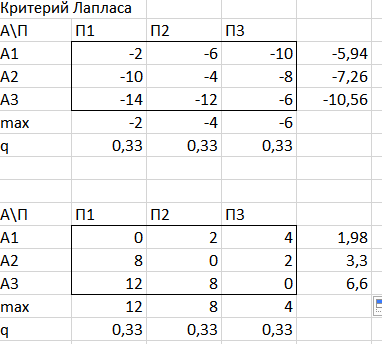 Критерий Лапласа
А\П П1 П2 П3
А1 -2 -6 -10 -5,94
А2 -10 -4 -8 -7,26
А3 -14 -12 -6 -10,56
max -2 -4 -6
q 0,33 0,33 0,33
А\П П1 П2 П3
А1 0 2 4 1,98
А2 8 0 2 3,3
А3 12 8 0 6,6
max 12 8 4
q 0,33 0,33 0,33